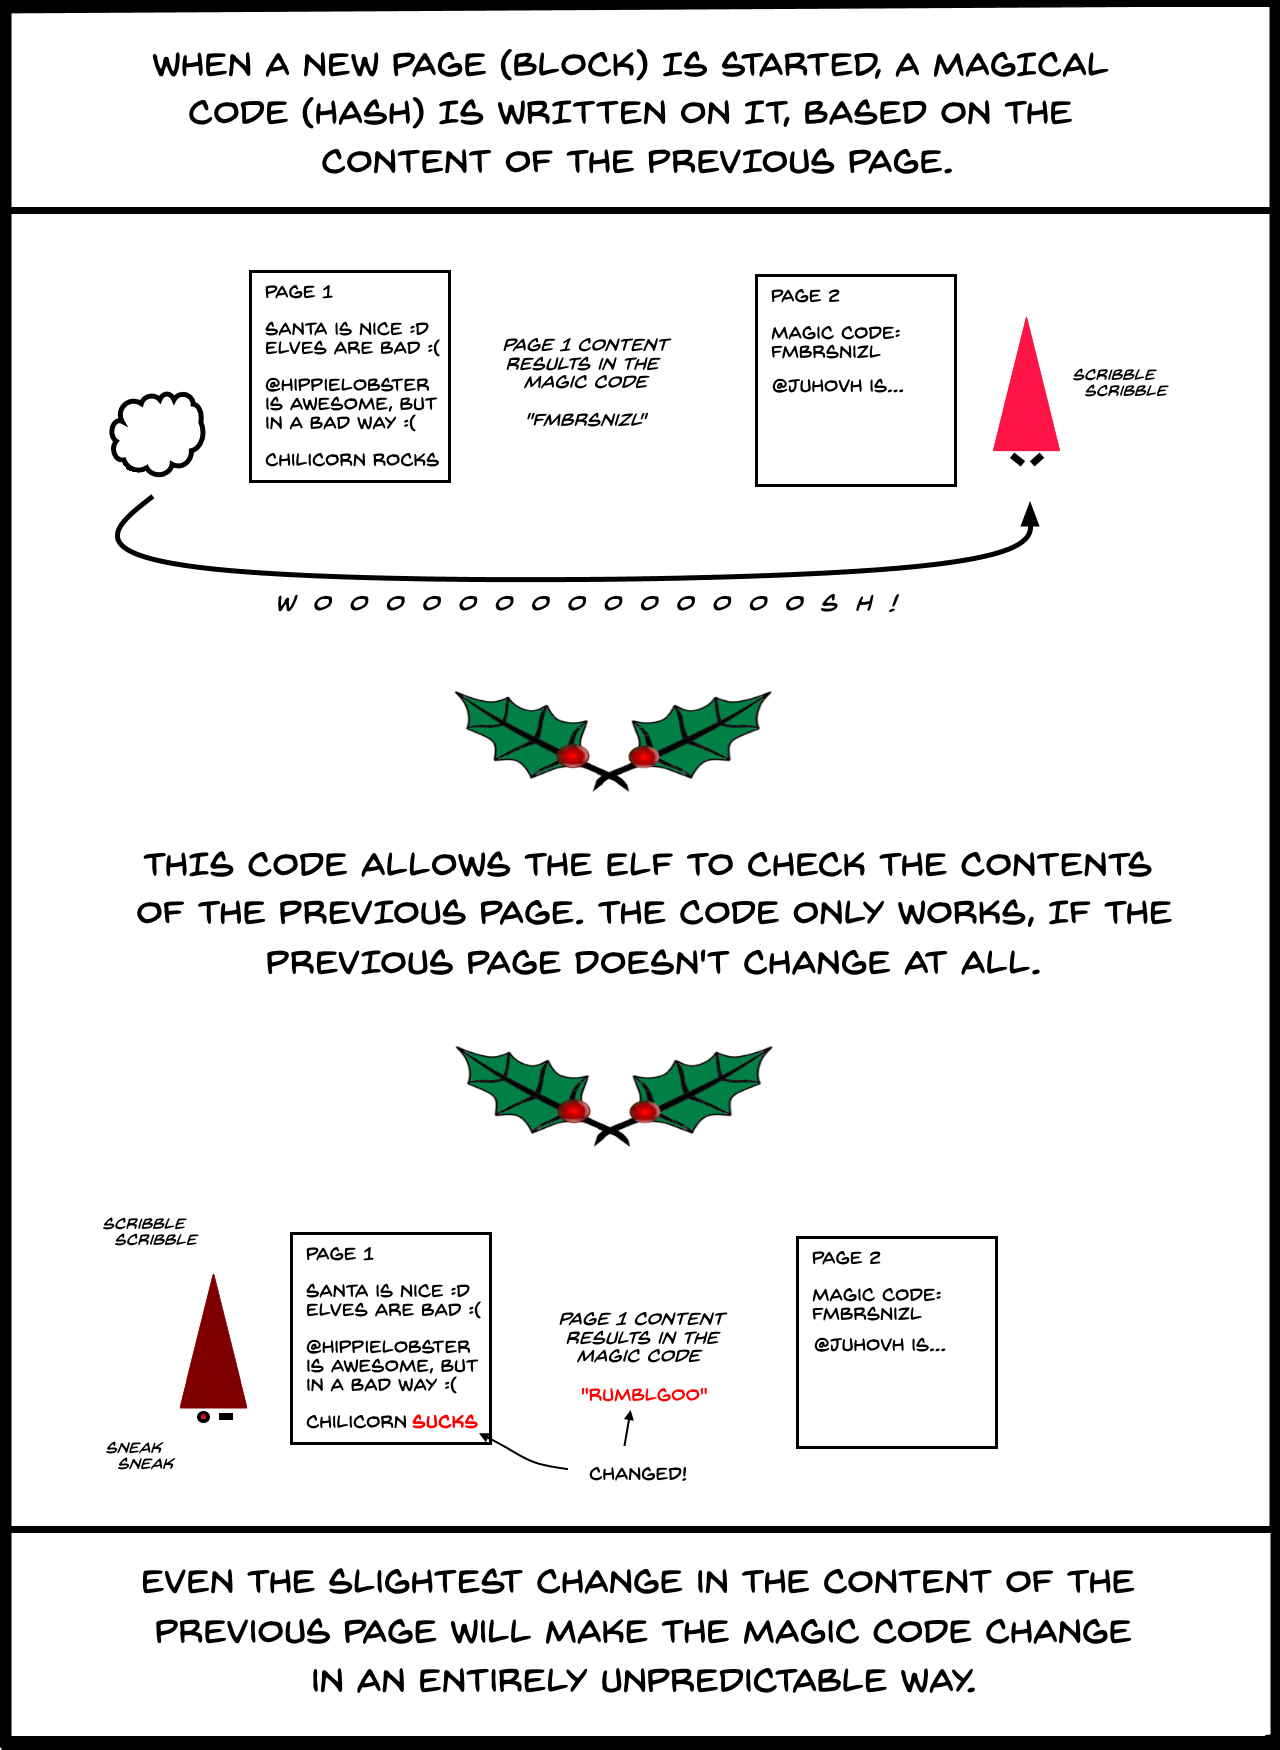 WHEN A NEW PAGE (BLOCK) IS STARTED, A MAGICAL
CODE (HASH) IS WRITTEN ON IT, BASED ON THE
CONTENT OF THE PREVIOUS PAGE.
PAGE 1
SANTA IS NICE :D
ELVES ARE BAD :(
@HIPPIELOBSTER
IS AWESOME, BUT
IN A BAD WAY :(
CHILICORN ROCKS
PAGE 1 CONTENT
RESULTS IN THE
MAGIC CODE
"FMBRSNIZL"
PAGE 2
MAGIC CODE:
FMBRSNIZL
@JUHOVH IS...
SCRIBBLE
SCRIBBLE
W O O O O O O O O O O O O O O S H !
THIS CODE ALLOWS THE ELF TO CHECK THE CONTENTS
OF THE PREVIOUS PAGE. THE CODE ONLY WORKS, IF THE
PREVIOUS PAGE DOESN'T CHANGE AT ALL.
SCRIBBLE
SCRIBBLE
SNEAK
SNEAK
PAGE 1
SANTA IS NICE :D
ELVES ARE BAD :(
@HIPPIELOBSTER
IS AWESOME, BUT
IN A BAD WAY :(
CHILICORN SUCKS
PAGE 1 CONTENT
RESULTS IN THE
MAGIC CODE
"RUMBLGOO"
CHANGED!
PAGE 2
MAGIC CODE:
FMBRSNIZL
@JUHOVH IS...
EVEN THE SLIGHTEST CHANGE IN THE CONTENT OF THE
PREVIOUS PAGE WILL MAKE THE MAGIC CODE CHANGE
IN AN ENTIRELY UNPREDICTABLE WAY.